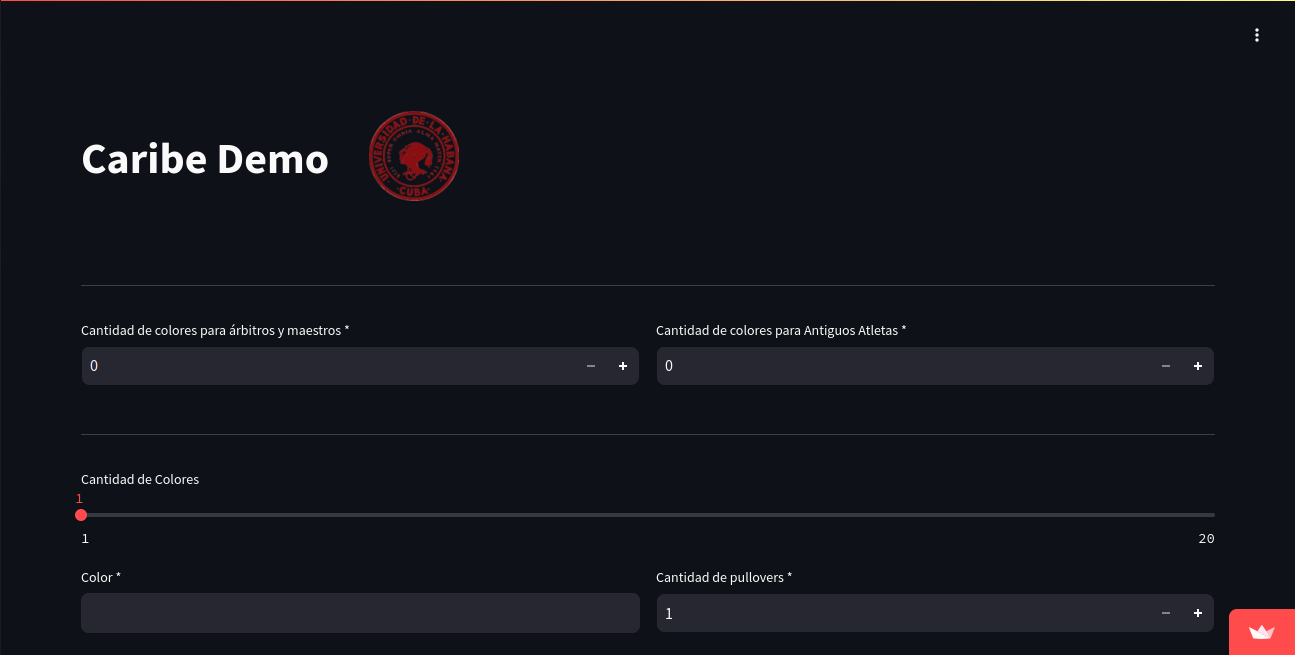 Caribe Demo
UNIVERSIDAD·DE·LA·HABANA
·CUBA·
Cantidad de colores para árbitros y maestros *
Cantidad de colores para Antiguos Atletas *
0
0
Cantidad de Colores
1
1
20
Color *
Cantidad de pullovers *
1